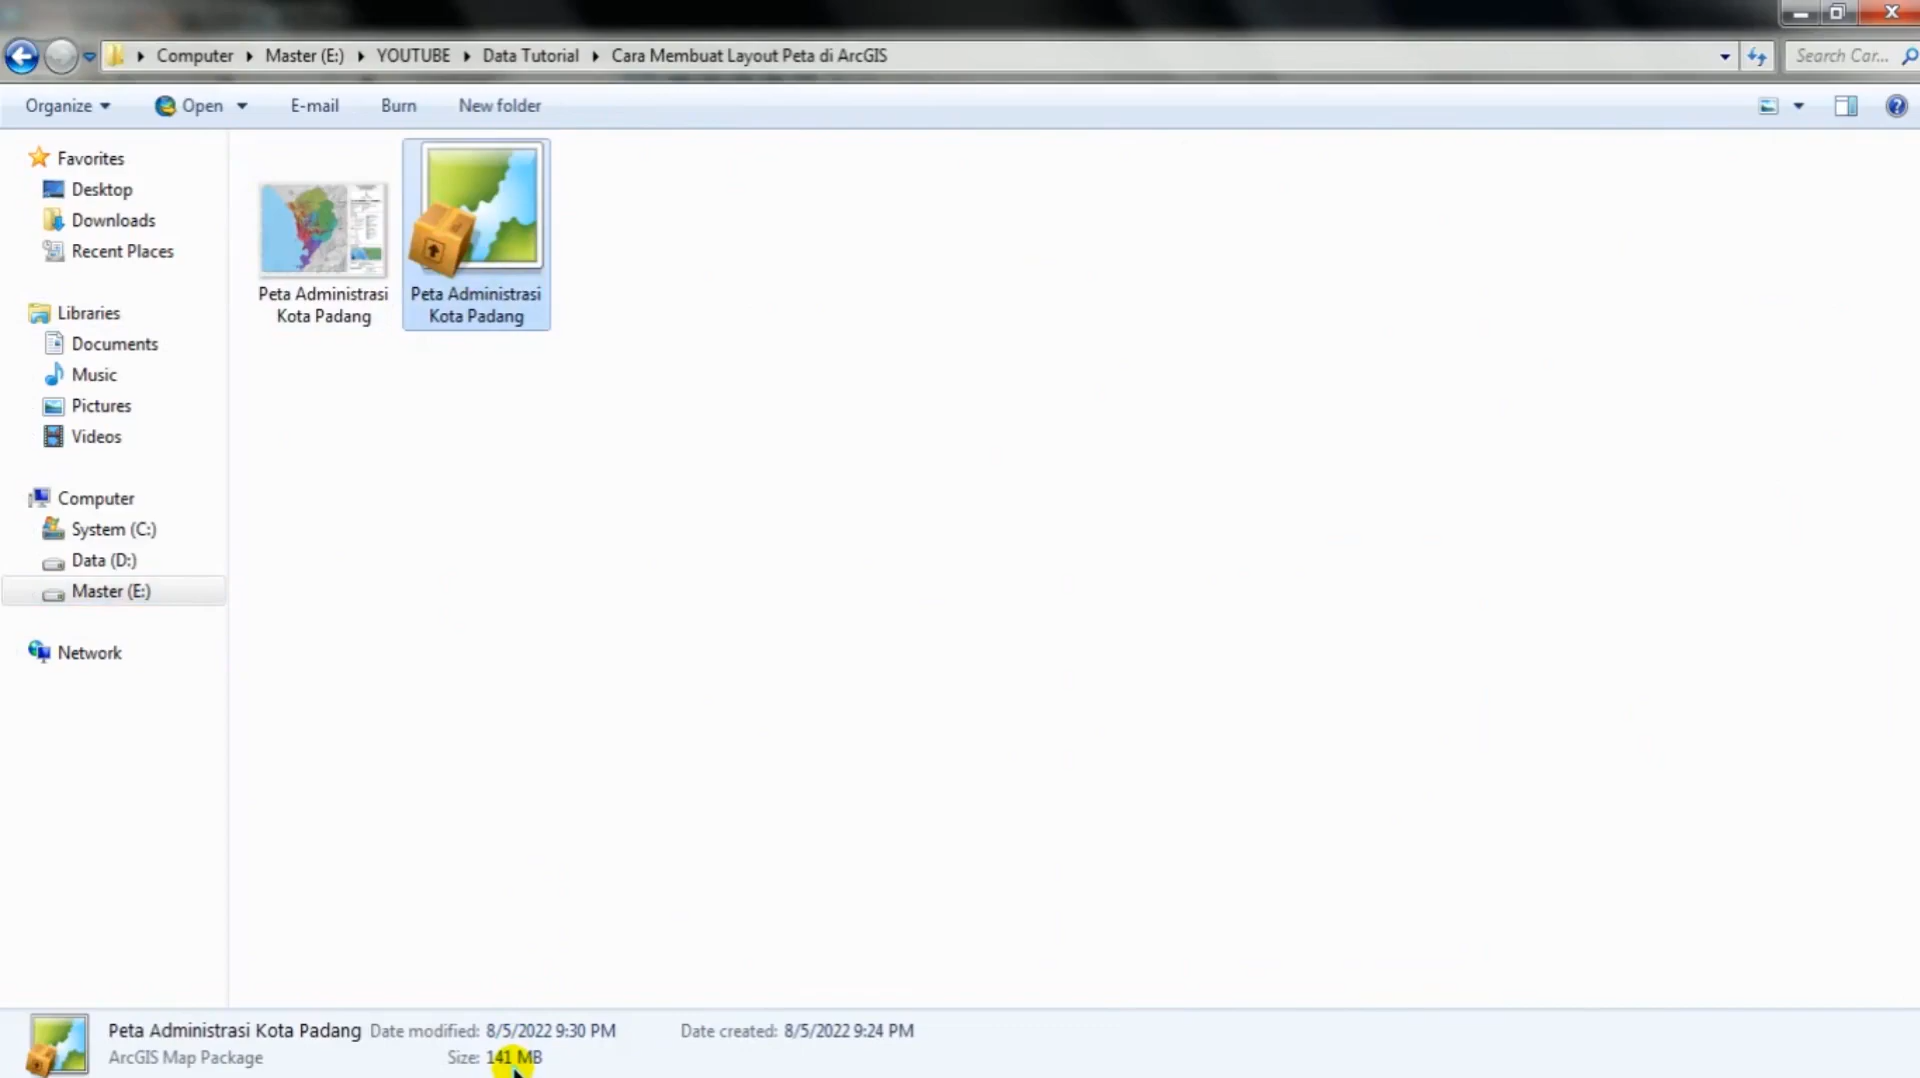 Computer Master (E:) YOUTUBE Data Tutorial Cara Membuat Layout Peta di ArcGIS
Search Car...
Organize Open E-mail Burn New folder
Favorites
Desktop
Downloads
Recent Places
Libraries
Documents
Music
Pictures
Videos
Computer
System (C:)
Data (D:)
Master (E:)
Network
Peta Administrasi
Kota Padang
Peta Administrasi
Kota Padang
Peta Administrasi Kota Padang Date modified: 8/5/2022 9:30 PM Date created: 8/5/2022 9:24 PM
ArcGIS Map Package Size: 141 MB